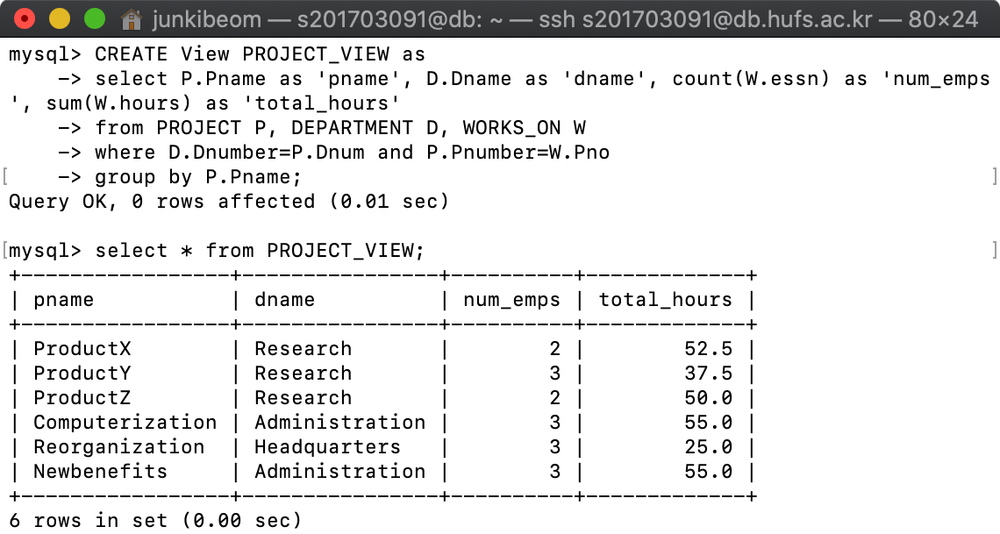 junkibeom — s201703091@db: ~ — ssh s201703091@db.hufs.ac.kr — 80×24
mysql> CREATE View PROJECT_VIEW as
    -> select P.Pname as 'pname', D.Dname as 'dname', count(W.essn) as 'num_emps
', sum(W.hours) as 'total_hours'
    -> from PROJECT P, DEPARTMENT D, WORKS_ON W
    -> where D.Dnumber=P.Dnum and P.Pnumber=W.Pno
[    -> group by P.Pname;                                                        ]
Query OK, 0 rows affected (0.01 sec)

[mysql> select * from PROJECT_VIEW;                                              ]
+-----------------+----------------+----------+-------------+
| pname           | dname          | num_emps | total_hours |
+-----------------+----------------+----------+-------------+
| ProductX        | Research       |        2 |        52.5 |
| ProductY        | Research       |        3 |        37.5 |
| ProductZ        | Research       |        2 |        50.0 |
| Computerization | Administration |        3 |        55.0 |
| Reorganization  | Headquarters   |        3 |        25.0 |
| Newbenefits     | Administration |        3 |        55.0 |
+-----------------+----------------+----------+-------------+
6 rows in set (0.00 sec)